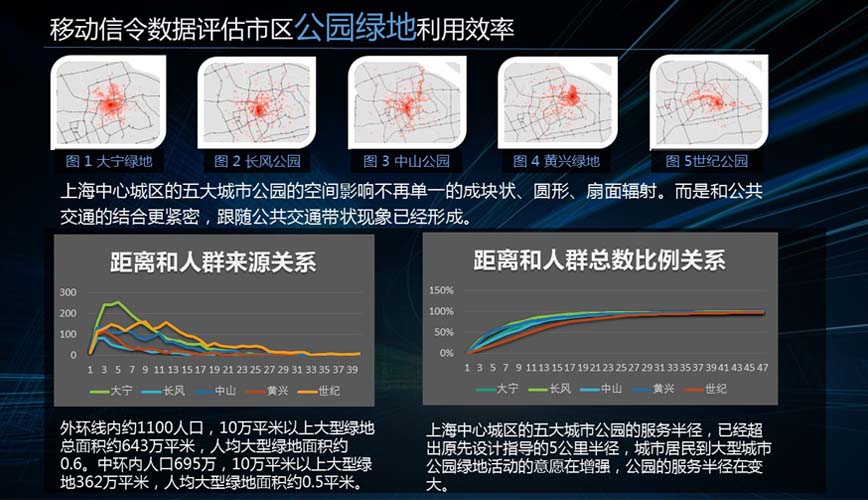 移动信令数据评估市区公园绿地利用效率
图 1 大宁绿地
图 2 长风公园
图 3 中山公园
图 4 黄兴绿地
图 5世纪公园
上海中心城区的五大城市公园的空间影响不再单一的成块状、圆形、扇面辐射。而是和公共
交通的结合更紧密，跟随公共交通带状现象已经形成。
距离和人群来源关系
300
200
100
0
1 3 5 7 9 11 13 15 17 19 21 23 25 27 29 31 33 35 37 39
大宁 长风 中山 黄兴 世纪
距离和人群总数比例关系
150%
100%
50%
0%
1 3 5 7 9 11 13 15 17 19 21 23 25 27 29 31 33 35 37 39 41 43 45 47
大宁 长风 中山 黄兴 世纪
外环线内约1100人口，10万平米以上大型绿地
总面积约643万平米，人均大型绿地面积约
0.6。中环内人口695万，10万平米以上大型绿
地362万平米，人均大型绿地面积约0.5平米。
上海中心城区的五大城市公园的服务半径，已经超
出原先设计指导的5公里半径，城市居民到大型城市
公园绿地活动的意愿在增强，公园的服务半径在变
大。